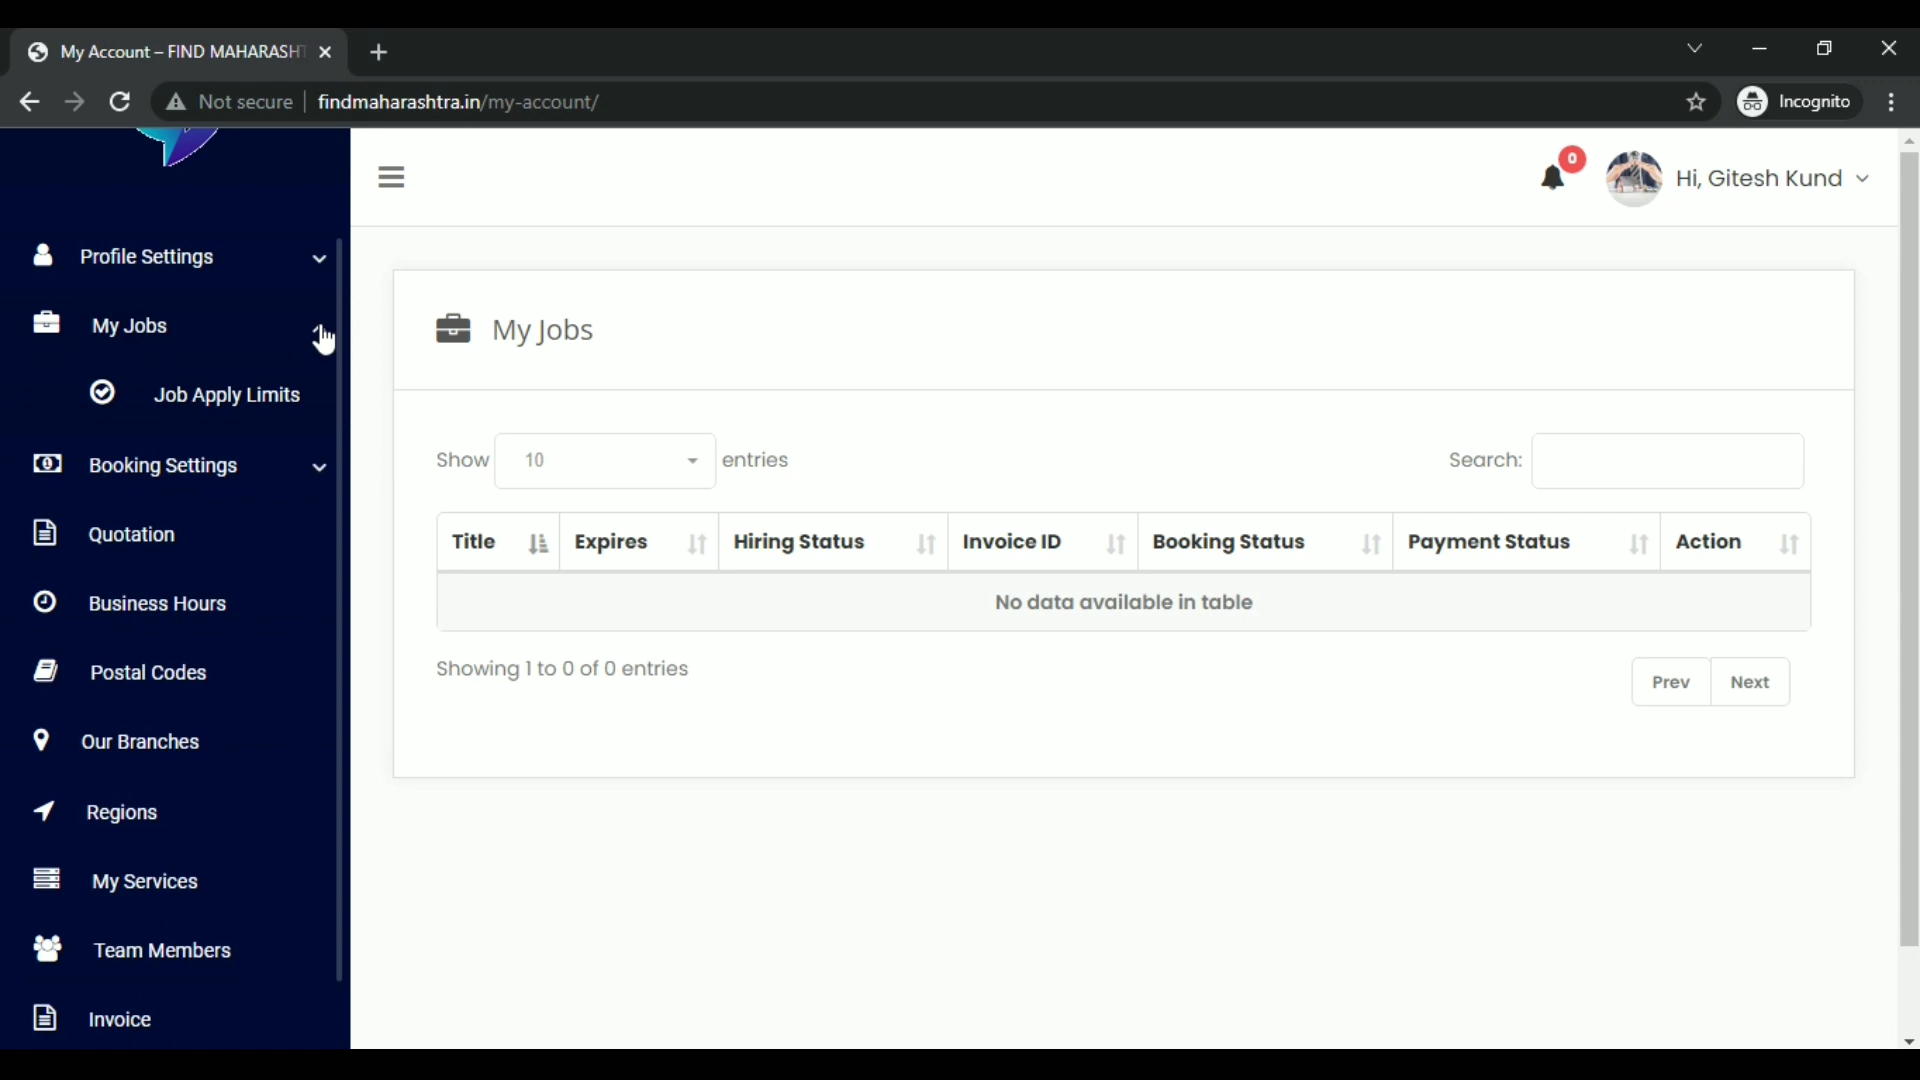 My Account – FIND MAHARASHT
Not secure findmaharashtra.in/my-account/
Incognito
0
Hi, Gitesh Kund
Profile Settings
My Jobs
Job Apply Limits
Booking Settings
Quotation
Business Hours
Postal Codes
Our Branches
Regions
My Services
Team Members
Invoice
My Jobs
Show 10 entries
Search:
Title Expires Hiring Status Invoice ID Booking Status Payment Status Action
No data available in table
Showing 1 to 0 of 0 entries
Prev Next